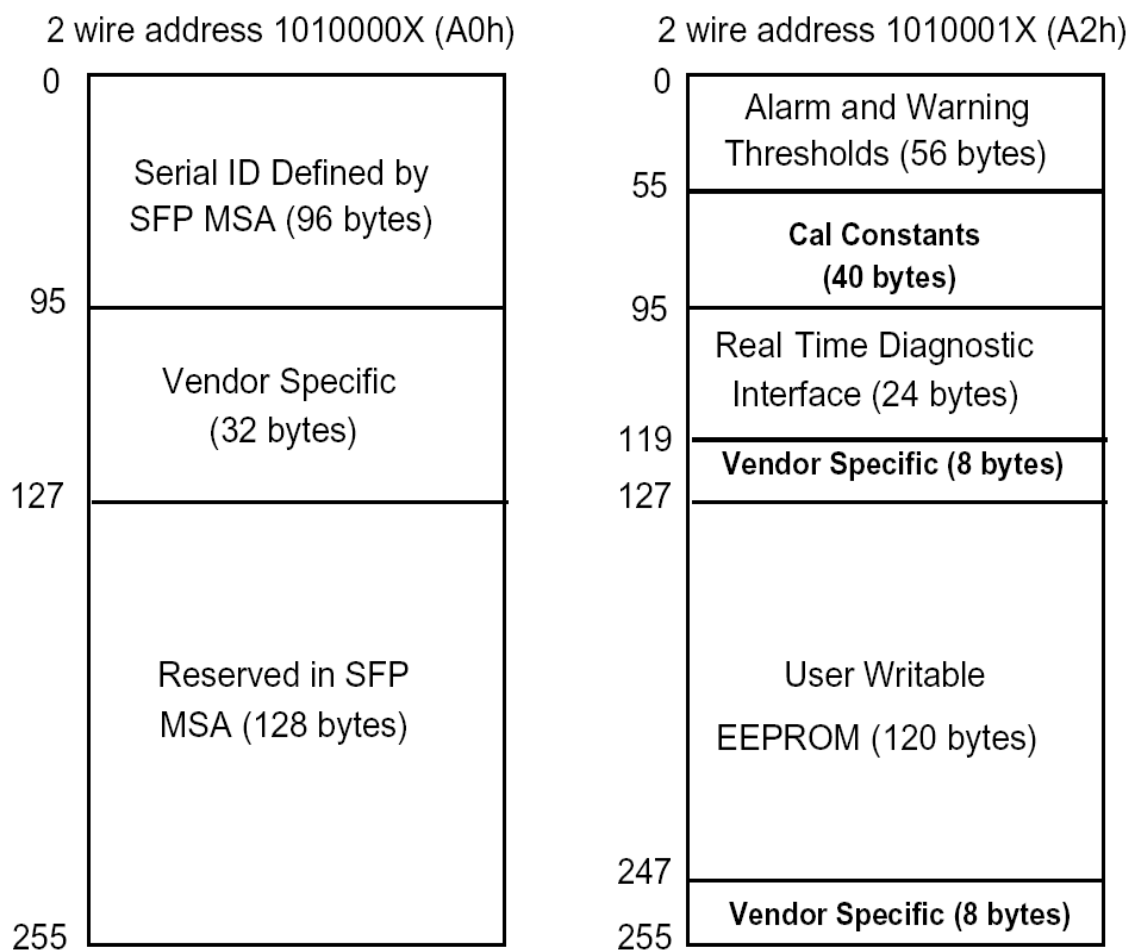 2 wire address 1010000X (A0h)
0
Serial ID Defined by
SFP MSA (96 bytes)
95
Vendor Specific
(32 bytes)
127
Reserved in SFP
MSA (128 bytes)
255
2 wire address 1010001X (A2h)
0
Alarm and Warning
Thresholds (56 bytes)
55
Cal Constants
(40 bytes)
95
Real Time Diagnostic
Interface (24 bytes)
119
Vendor Specific (8 bytes)
127
User Writable
EEPROM (120 bytes)
247
Vendor Specific (8 bytes)
255